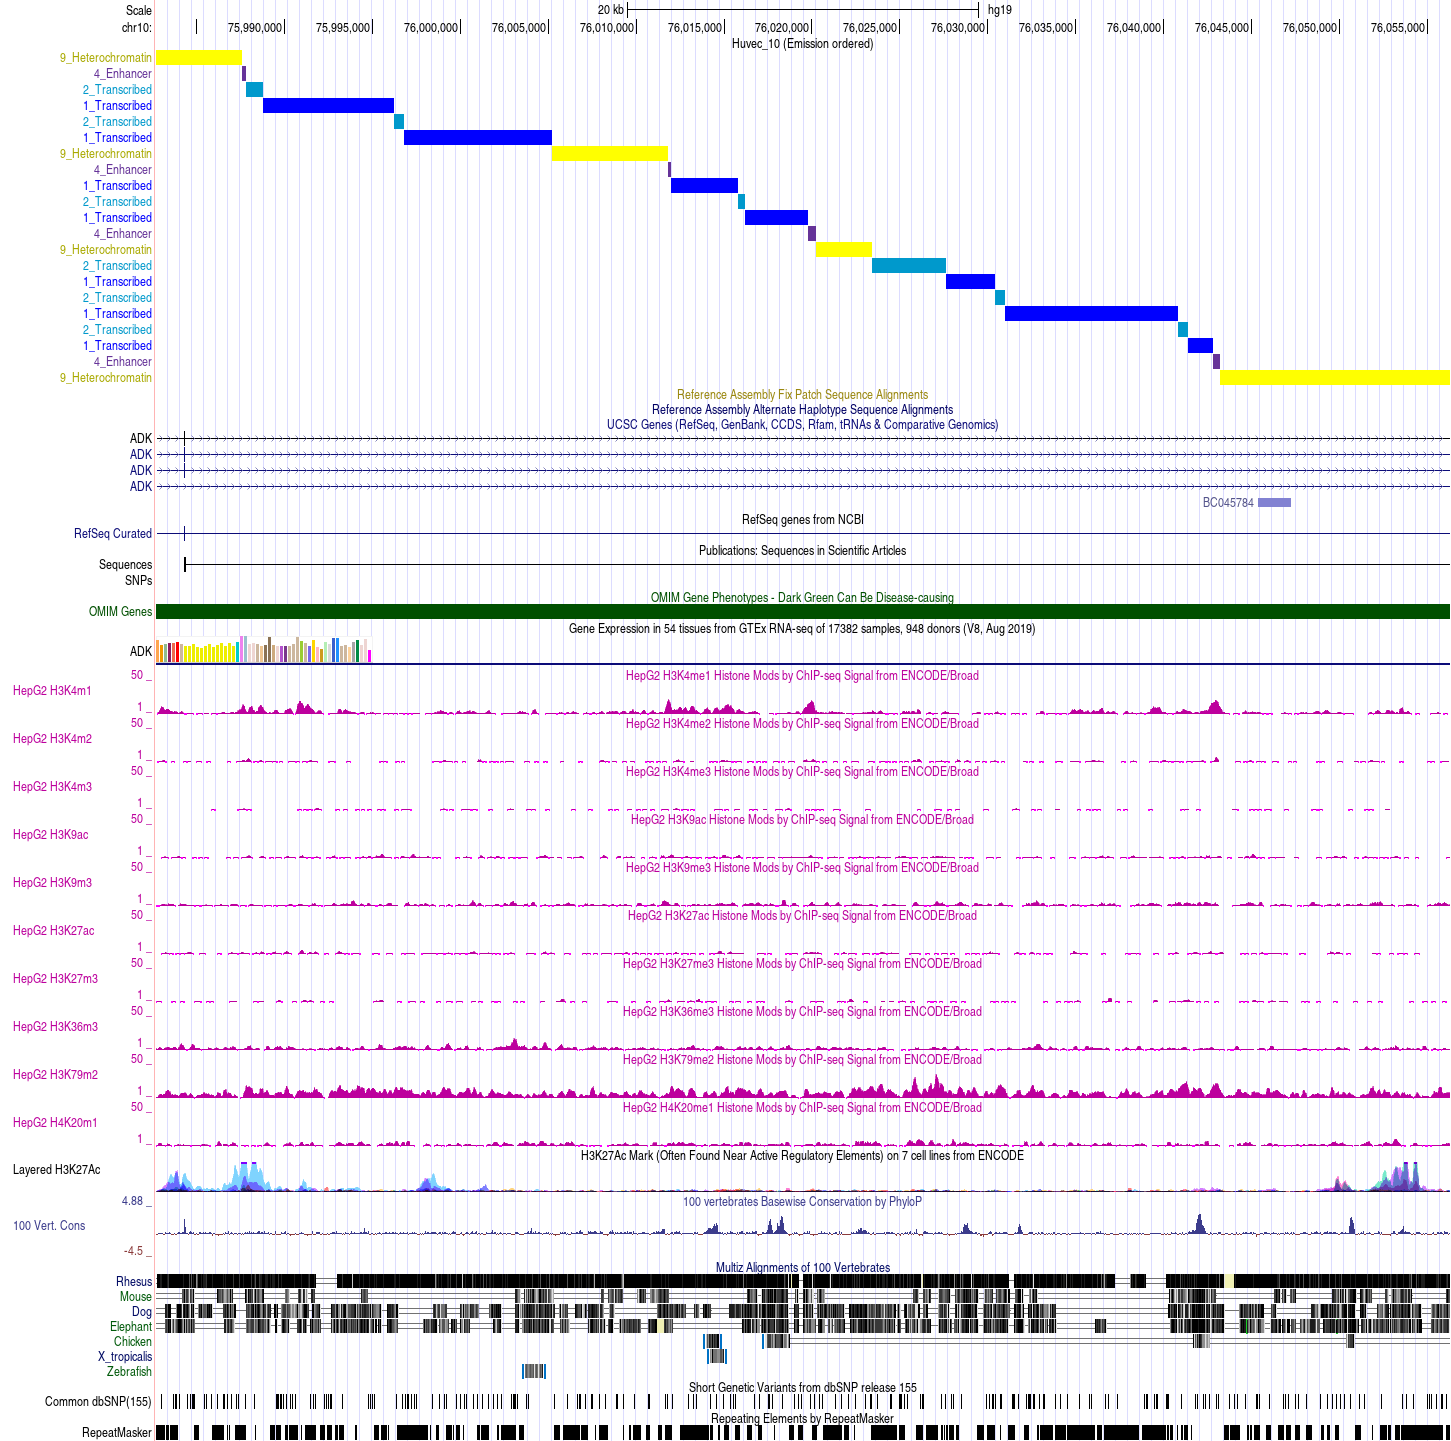 Scale 20 kb hg19
chr10: 75,990,000 75,995,000 76,000,000 76,005,000 76,010,000 76,015,000 76,020,000 76,025,000 76,030,000 76,035,000 76,040,000 76,045,000 76,050,000 76,055,000
Huvec_10 (Emission ordered)
9_Heterochromatin
4_Enhancer
2_Transcribed
1_Transcribed
2_Transcribed
1_Transcribed
9_Heterochromatin
4_Enhancer
1_Transcribed
2_Transcribed
1_Transcribed
4_Enhancer
9_Heterochromatin
2_Transcribed
1_Transcribed
2_Transcribed
1_Transcribed
2_Transcribed
1_Transcribed
4_Enhancer
9_Heterochromatin
Reference Assembly Fix Patch Sequence Alignments
Reference Assembly Alternate Haplotype Sequence Alignments
UCSC Genes (RefSeq, GenBank, CCDS, Rfam, tRNAs & Comparative Genomics)
ADK
ADK
ADK
ADK
BC045784
RefSeq genes from NCBI
RefSeq Curated
Publications: Sequences in Scientific Articles
Sequences
SNPs
OMIM Gene Phenotypes - Dark Green Can Be Disease-causing
OMIM Genes
Gene Expression in 54 tissues from GTEx RNA-seq of 17382 samples, 948 donors (V8, Aug 2019)
ADK
50 _ HepG2 H3K4me1 Histone Mods by ChIP-seq Signal from ENCODE/Broad
HepG2 H3K4m1
1 _
50 _ HepG2 H3K4me2 Histone Mods by ChIP-seq Signal from ENCODE/Broad
HepG2 H3K4m2
1 _
50 _ HepG2 H3K4me3 Histone Mods by ChIP-seq Signal from ENCODE/Broad
HepG2 H3K4m3
1 _
50 _ HepG2 H3K9ac Histone Mods by ChIP-seq Signal from ENCODE/Broad
HepG2 H3K9ac
1 _
50 _ HepG2 H3K9me3 Histone Mods by ChIP-seq Signal from ENCODE/Broad
HepG2 H3K9m3
1 _
50 _ HepG2 H3K27ac Histone Mods by ChIP-seq Signal from ENCODE/Broad
HepG2 H3K27ac
1 _
50 _ HepG2 H3K27me3 Histone Mods by ChIP-seq Signal from ENCODE/Broad
HepG2 H3K27m3
1 _
50 _ HepG2 H3K36me3 Histone Mods by ChIP-seq Signal from ENCODE/Broad
HepG2 H3K36m3
1 _
50 _ HepG2 H3K79me2 Histone Mods by ChIP-seq Signal from ENCODE/Broad
HepG2 H3K79m2
1 _
50 _ HepG2 H4K20me1 Histone Mods by ChIP-seq Signal from ENCODE/Broad
HepG2 H4K20m1
1 _
H3K27Ac Mark (Often Found Near Active Regulatory Elements) on 7 cell lines from ENCODE
Layered H3K27Ac
4.88 _ 100 vertebrates Basewise Conservation by PhyloP
100 Vert. Cons
-4.5 _
Multiz Alignments of 100 Vertebrates
Rhesus
Mouse
Dog
Elephant
Chicken
X_tropicalis
Zebrafish
Short Genetic Variants from dbSNP release 155
Common dbSNP(155)
Repeating Elements by RepeatMasker
RepeatMasker